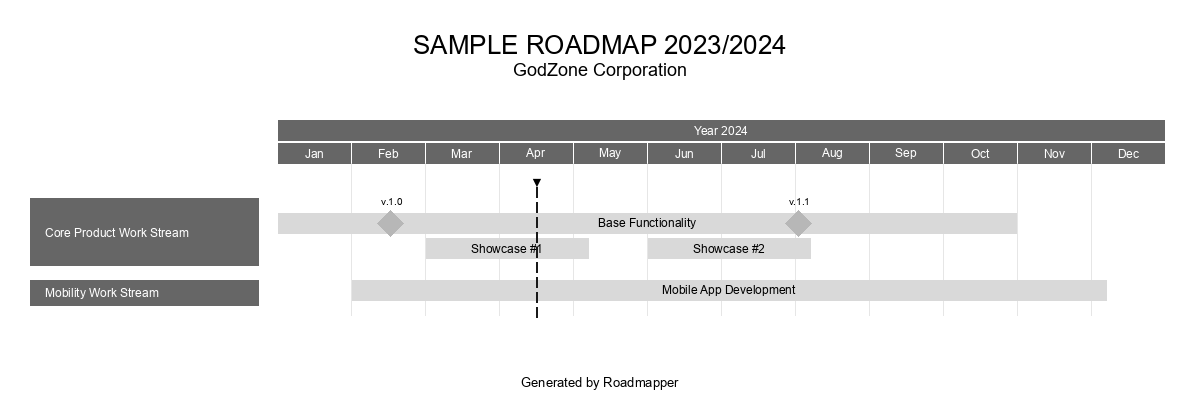 SAMPLE ROADMAP 2023/2024
GodZone Corporation
Year 2024
Jan Feb Mar Apr May Jun Jul Aug Sep Oct Nov Dec
v.1.0 v.1.1
Core Product Work Stream
Base Functionality
Showcase #1 Showcase #2
Mobility Work Stream
Mobile App Development
Generated by Roadmapper